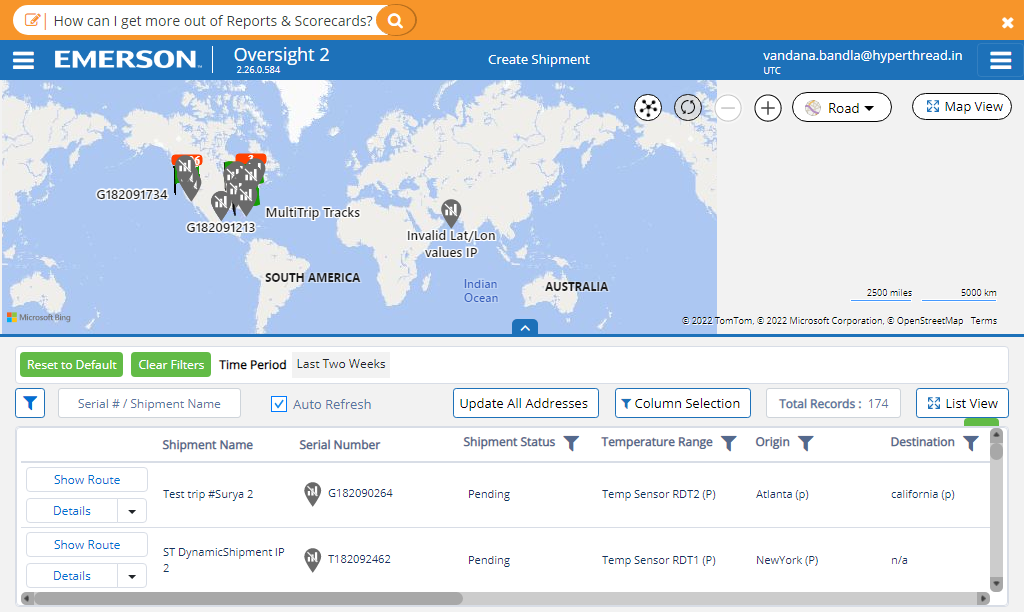 How can I get more out of Reports & Scorecards?
EMERSON
Oversight 2
2.26.0.584
Create Shipment
vandana.bandla@hyperthread.in
UTC
Road
Map View
G182091734
MultiTrip Tracks
G182091213
Invalid Lat/Lon
values IP
SOUTH AMERICA
Indian
Ocean
AUSTRALIA
2500 miles
5000 km
Microsoft Bing
© 2022 TomTom, © 2022 Microsoft Corporation, © OpenStreetMap Terms
Reset to Default
Clear Filters
Time Period
Last Two Weeks
Serial # / Shipment Name
Auto Refresh
Update All Addresses
Column Selection
Total Records : 174
List View
Shipment Name
Serial Number
Shipment Status
Temperature Range
Origin
Destination
Show Route
Details
Test trip #Surya 2
G182090264
Pending
Temp Sensor RDT2 (P)
Atlanta (p)
california (p)
Show Route
Details
ST DynamicShipment IP
2
T182092462
Pending
Temp Sensor RDT1 (P)
NewYork (P)
n/a